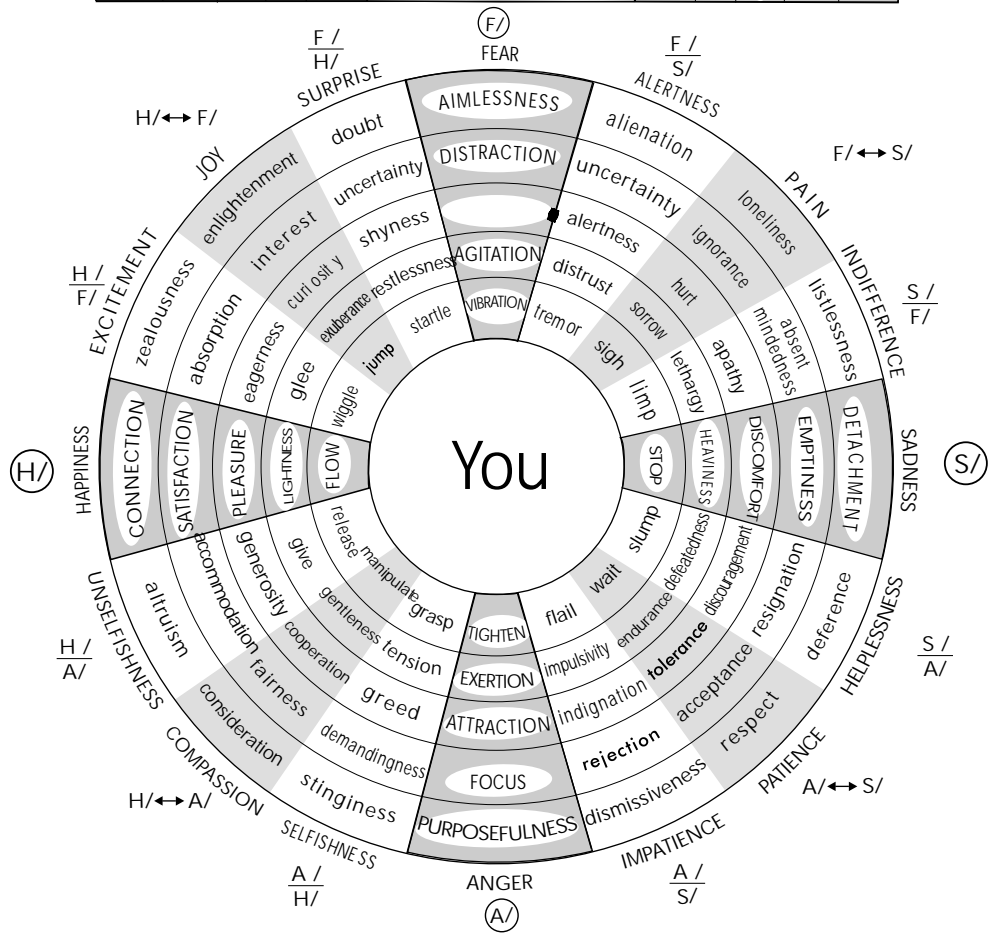 F/
FEAR
F/
S/
ALERTNESS
F/↔S/
PAIN
INDIFFERENCE
S/
F/
SADNESS
S/
HELPLESSNESS
S/
A/
PATIENCE
A/↔S/
IMPATIENCE
A/
S/
ANGER
A/
SELFISHNESS
A/
H/
COMPASSION
H/↔A/
UNSELFISHNESS
H/
A/
HAPPINESS
H/
EXCITEMENT
H/
F/
JOY
H/↔F/
SURPRISE
F/
H/
AIMLESSNESS
DISTRACTION
AGITATION
VIBRATION
alienation
uncertainty
alertness
distrust
tremor
loneliness
ignorance
hurt
sorrow
sigh
listlessness
absent
mindedness
apathy
lethargy
limp
DETACHMENT
EMPTINESS
DISCOMFORT
HEAVINESS
STOP
deference
resignation
discouragement
defeatedness
slump
respect
acceptance
tolerance
endurance
wait
dismissiveness
rejection
indignation
impulsivity
flail
PURPOSEFULNESS
FOCUS
ATTRACTION
EXERTION
TIGHTEN
stinginess
demandingness
greed
tension
grasp
consideration
fairness
cooperation
gentleness
manipulate
altruism
accommodation
generosity
give
release
CONNECTION
SATISFACTION
PLEASURE
LIGHTNESS
FLOW
zealousness
absorption
eagerness
glee
wiggle
enlightenment
interest
curiosity
exuberance
jump
doubt
uncertainty
shyness
restlessness
startle
You